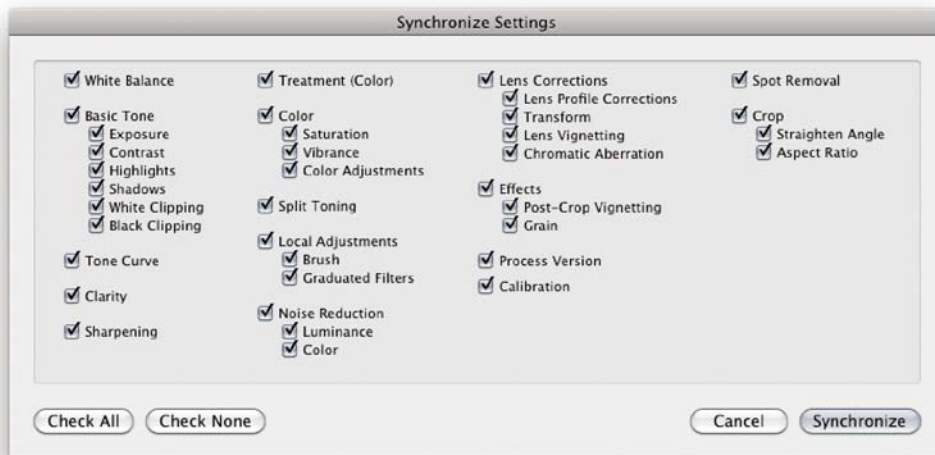 Synchronize Settings
White Balance
Basic Tone
Exposure
Contrast
Highlights
Shadows
White Clipping
Black Clipping
Tone Curve
Clarity
Sharpening
Treatment (Color)
Color
Saturation
Vibrance
Color Adjustments
Split Toning
Local Adjustments
Brush
Graduated Filters
Noise Reduction
Luminance
Color
Lens Corrections
Lens Profile Corrections
Transform
Lens Vignetting
Chromatic Aberration
Effects
Post-Crop Vignetting
Grain
Process Version
Calibration
Spot Removal
Crop
Straighten Angle
Aspect Ratio
Check All
Check None
Cancel
Synchronize